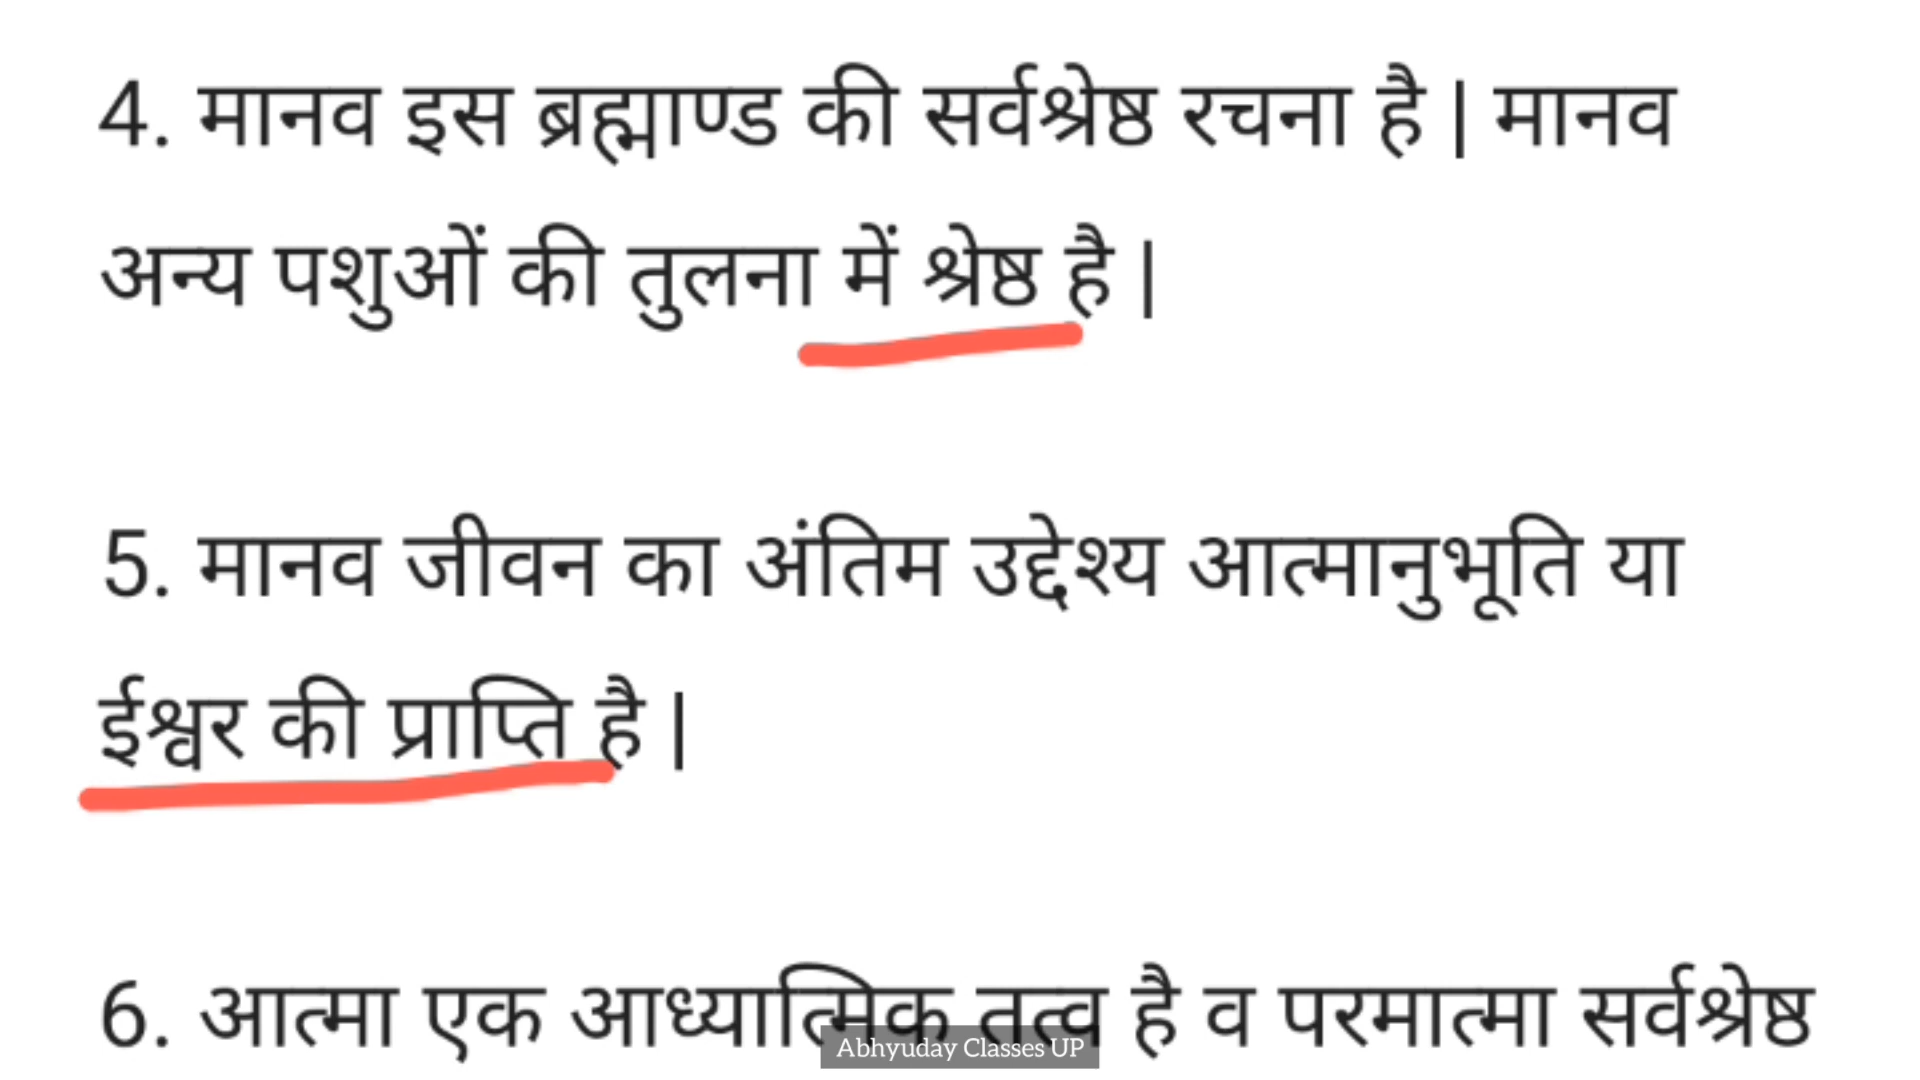 4. मानव इस ब्रह्माण्ड की सर्वश्रेष्ठ रचना है | मानव
अन्य पशुओं की तुलना में श्रेष्ठ है |
5. मानव जीवन का अंतिम उद्देश्य आत्मानुभूति या
ईश्वर की प्राप्ति है |
6. आत्मा एक आध्यात्मिक तत्व है व परमात्मा सर्वश्रेष्ठ
Abhyuday Classes UP